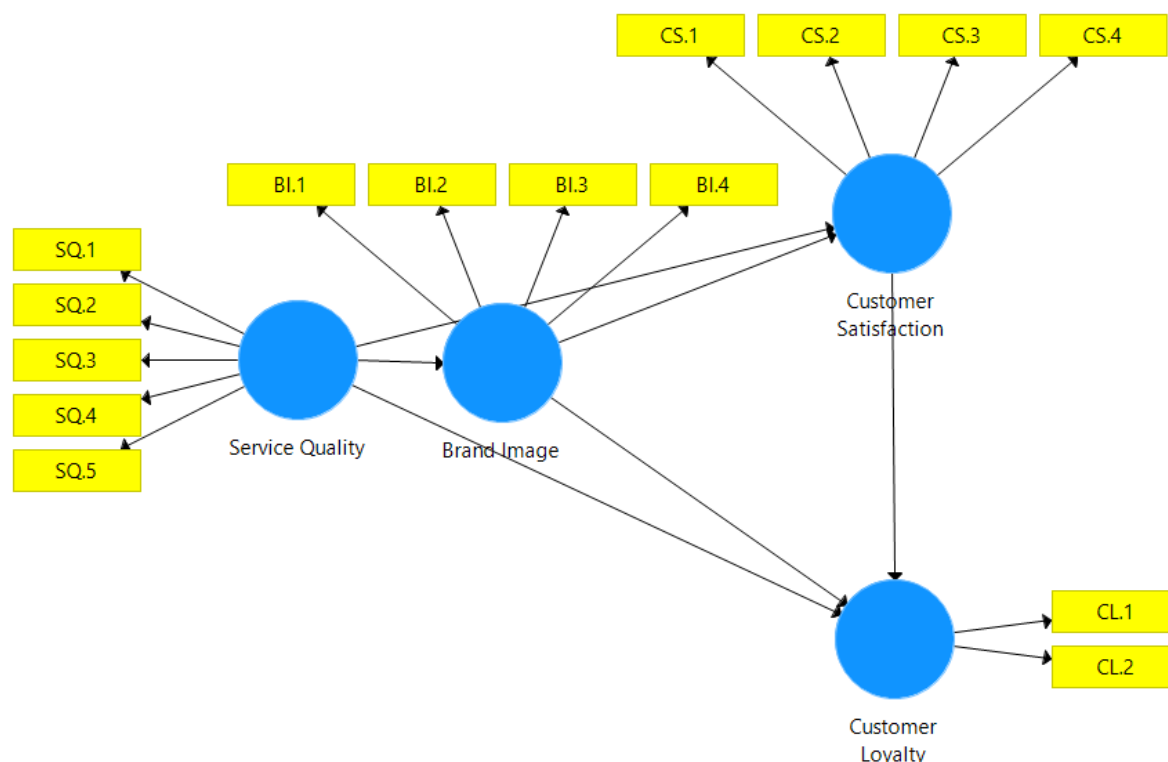 CS.1
CS.2
CS.3
CS.4
BI.1
BI.2
BI.3
BI.4
SQ.1
SQ.2
SQ.3
SQ.4
SQ.5
Customer
Satisfaction
Service Quality
Brand Image
CL.1
CL.2
Customer
Loyalty